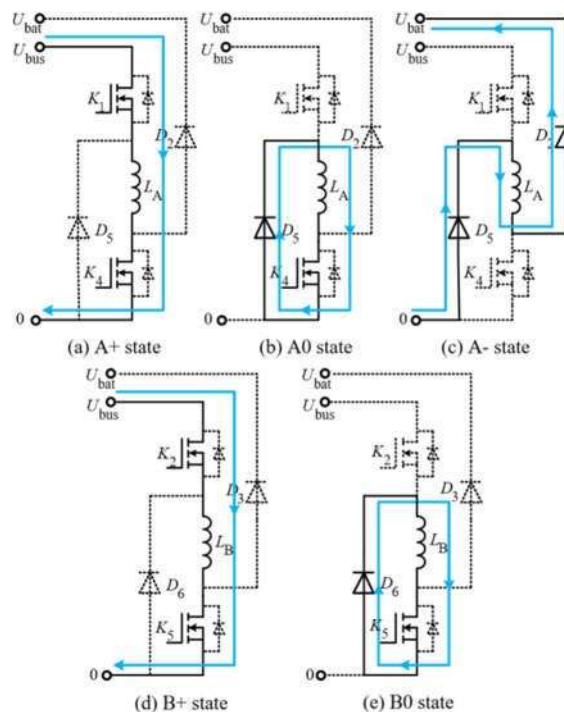 U_bat
U_bus
K_1
D_2
L_A
D_5
K_4
0
(a) A+ state
U_bat
U_bus
K_1
D_2
L_A
D_5
K_4
0
(b) A0 state
U_bat
U_bus
K_1
D_2
L_A
D_5
K_4
0
(c) A- state
U_bat
U_bus
K_2
D_3
L_B
D_6
K_5
0
(d) B+ state
U_bat
U_bus
K_2
D_3
L_B
D_6
K_5
0
(e) B0 state